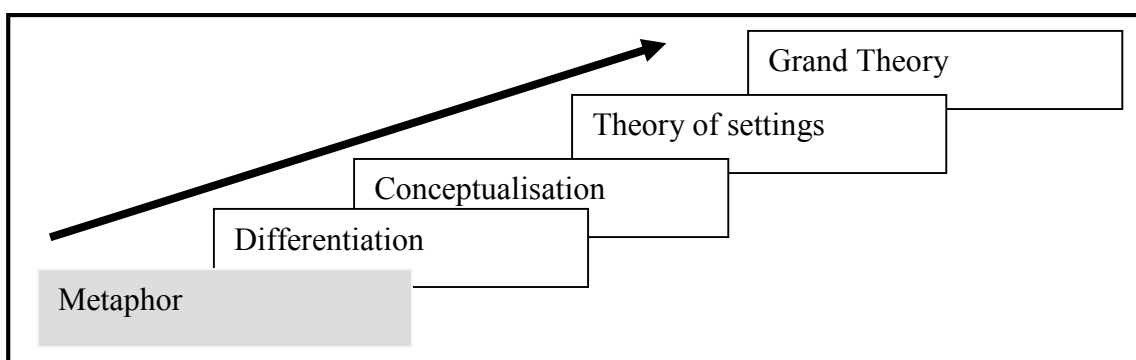 Grand Theory
Theory of settings
Conceptualisation
Differentiation
Metaphor